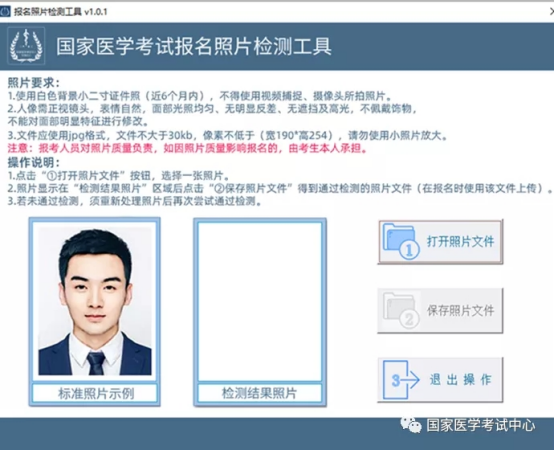 报名照片检测工具 v1.0.1
国家医学考试报名照片检测工具
照片要求：
1.使用白色背景小二寸证件照（近6个月内），不得使用视频捕捉、摄像头所拍照片。
2.人像需正视镜头，表情自然，面部光照均匀、无明显反差、无遮挡及高光，不佩戴饰物，
不能对面部明显特征进行修改。
3.文件应使用jpg格式，文件不大于30kb，像素不低于（宽190*高254），请勿使用小照片放大。
注意：报考人员对照片质量负责，如因照片质量影响报名的，由考生本人承担。
操作说明：
1.点击“①打开照片文件”按钮，选择一张照片。
2.照片显示在“检测结果照片”区域后点击“②保存照片文件”得到通过检测的照片文件（在报名时使用该文件上传）。
3.若未通过检测，须重新处理照片后再次尝试通过检测。
1 打开照片文件
2 保存照片文件
3 退出操作
标准照片示例
检测结果照片
国家医学考试中心